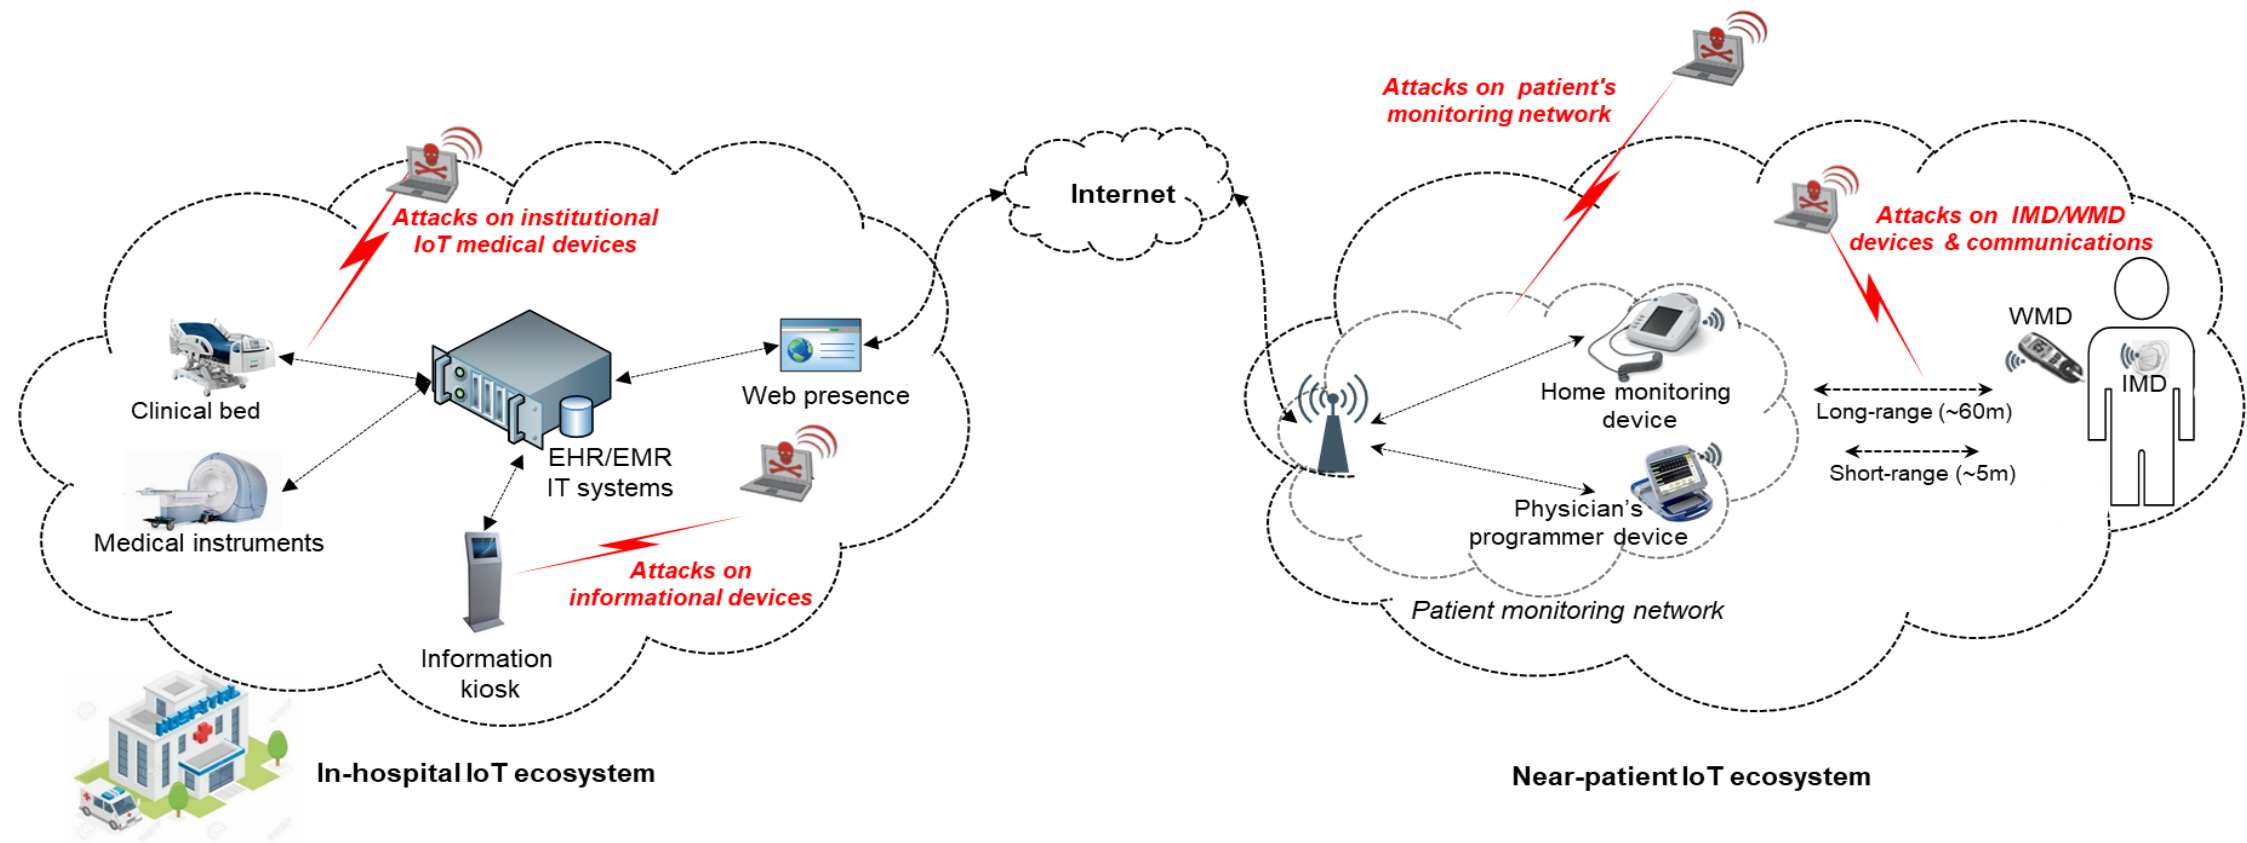 Attacks on patient's
monitoring network
Attacks on institutional
IoT medical devices
Internet
Attacks on IMD/WMD
devices & communications
WMD
IMD
Clinical bed
Web presence
Home monitoring
device
Long-range (~60m)
Short-range (~5m)
EHR/EMR
IT systems
Medical instruments
Physician's
programmer device
Attacks on
informational devices
Patient monitoring network
Information
kiosk
HOSPITAL
In-hospital IoT ecosystem
Near-patient IoT ecosystem